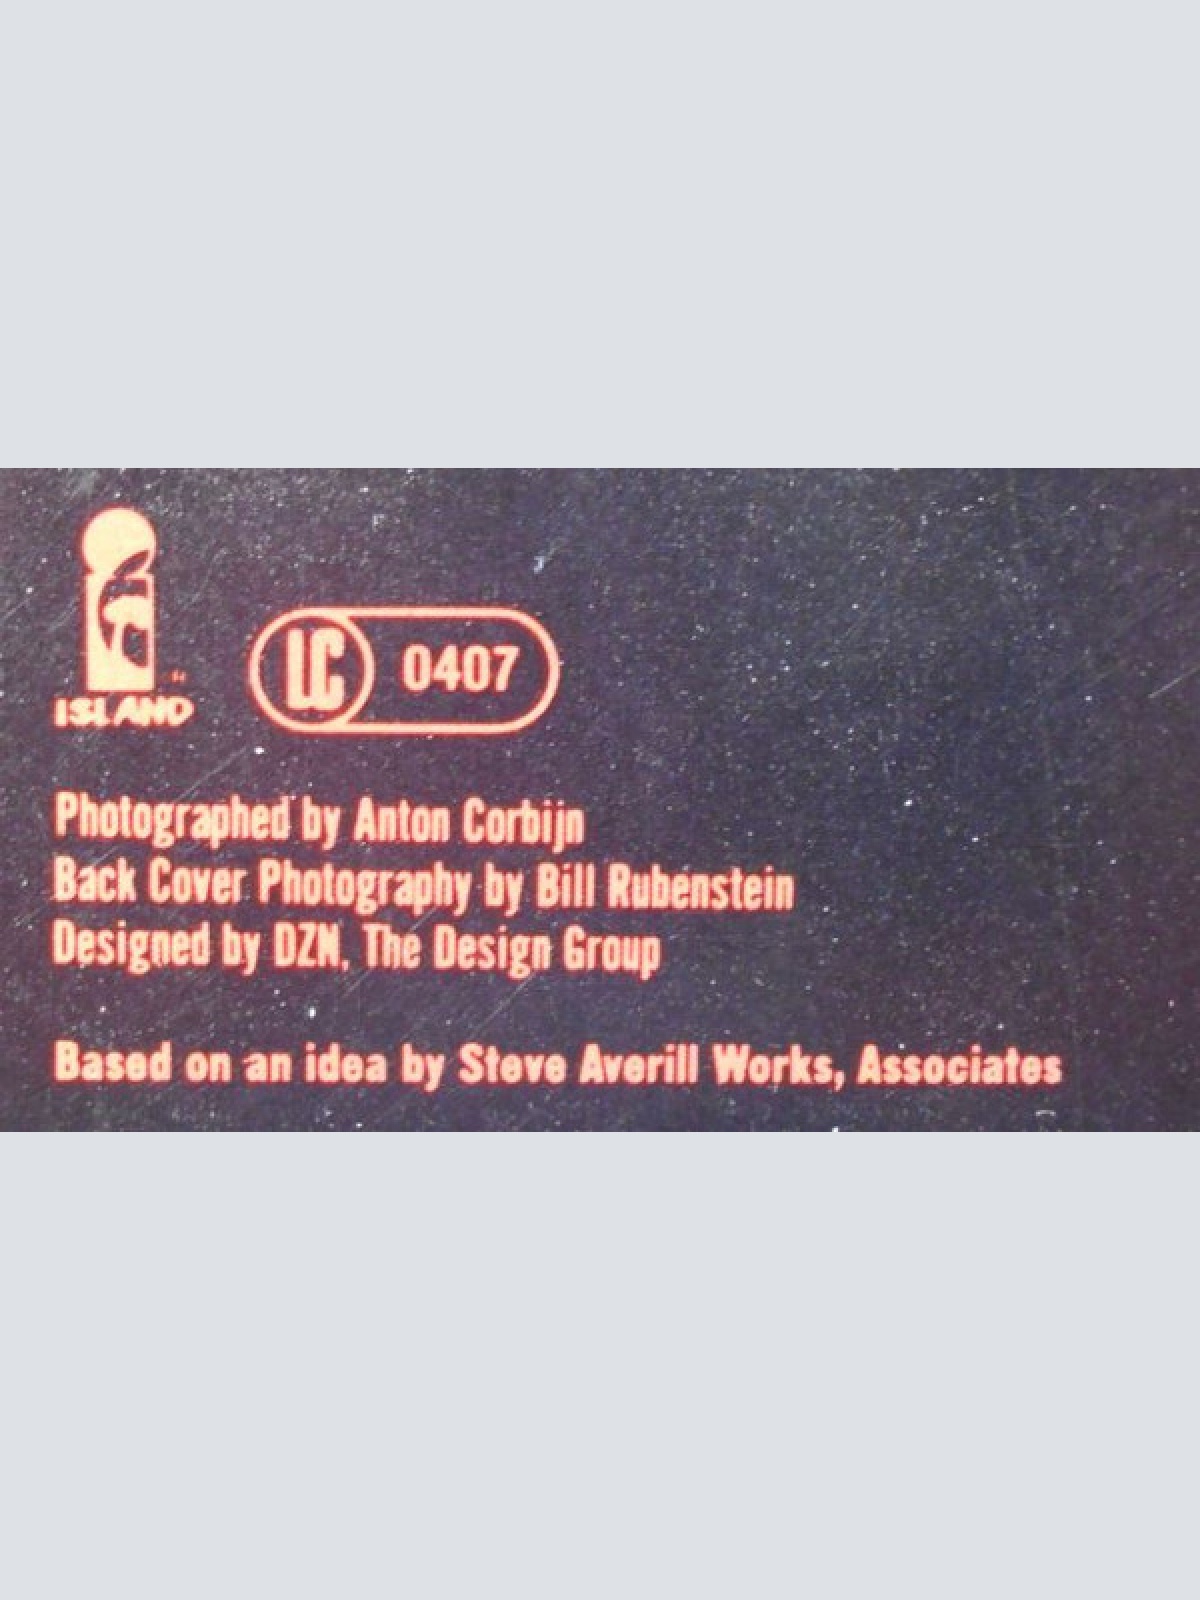 ISLAND
LC 0407
Photographed by Anton Corbijn
Back Cover Photography by Bill Rubenstein
Designed by DZN, The Design Group
Based on an idea by Steve Averill Works, Associates